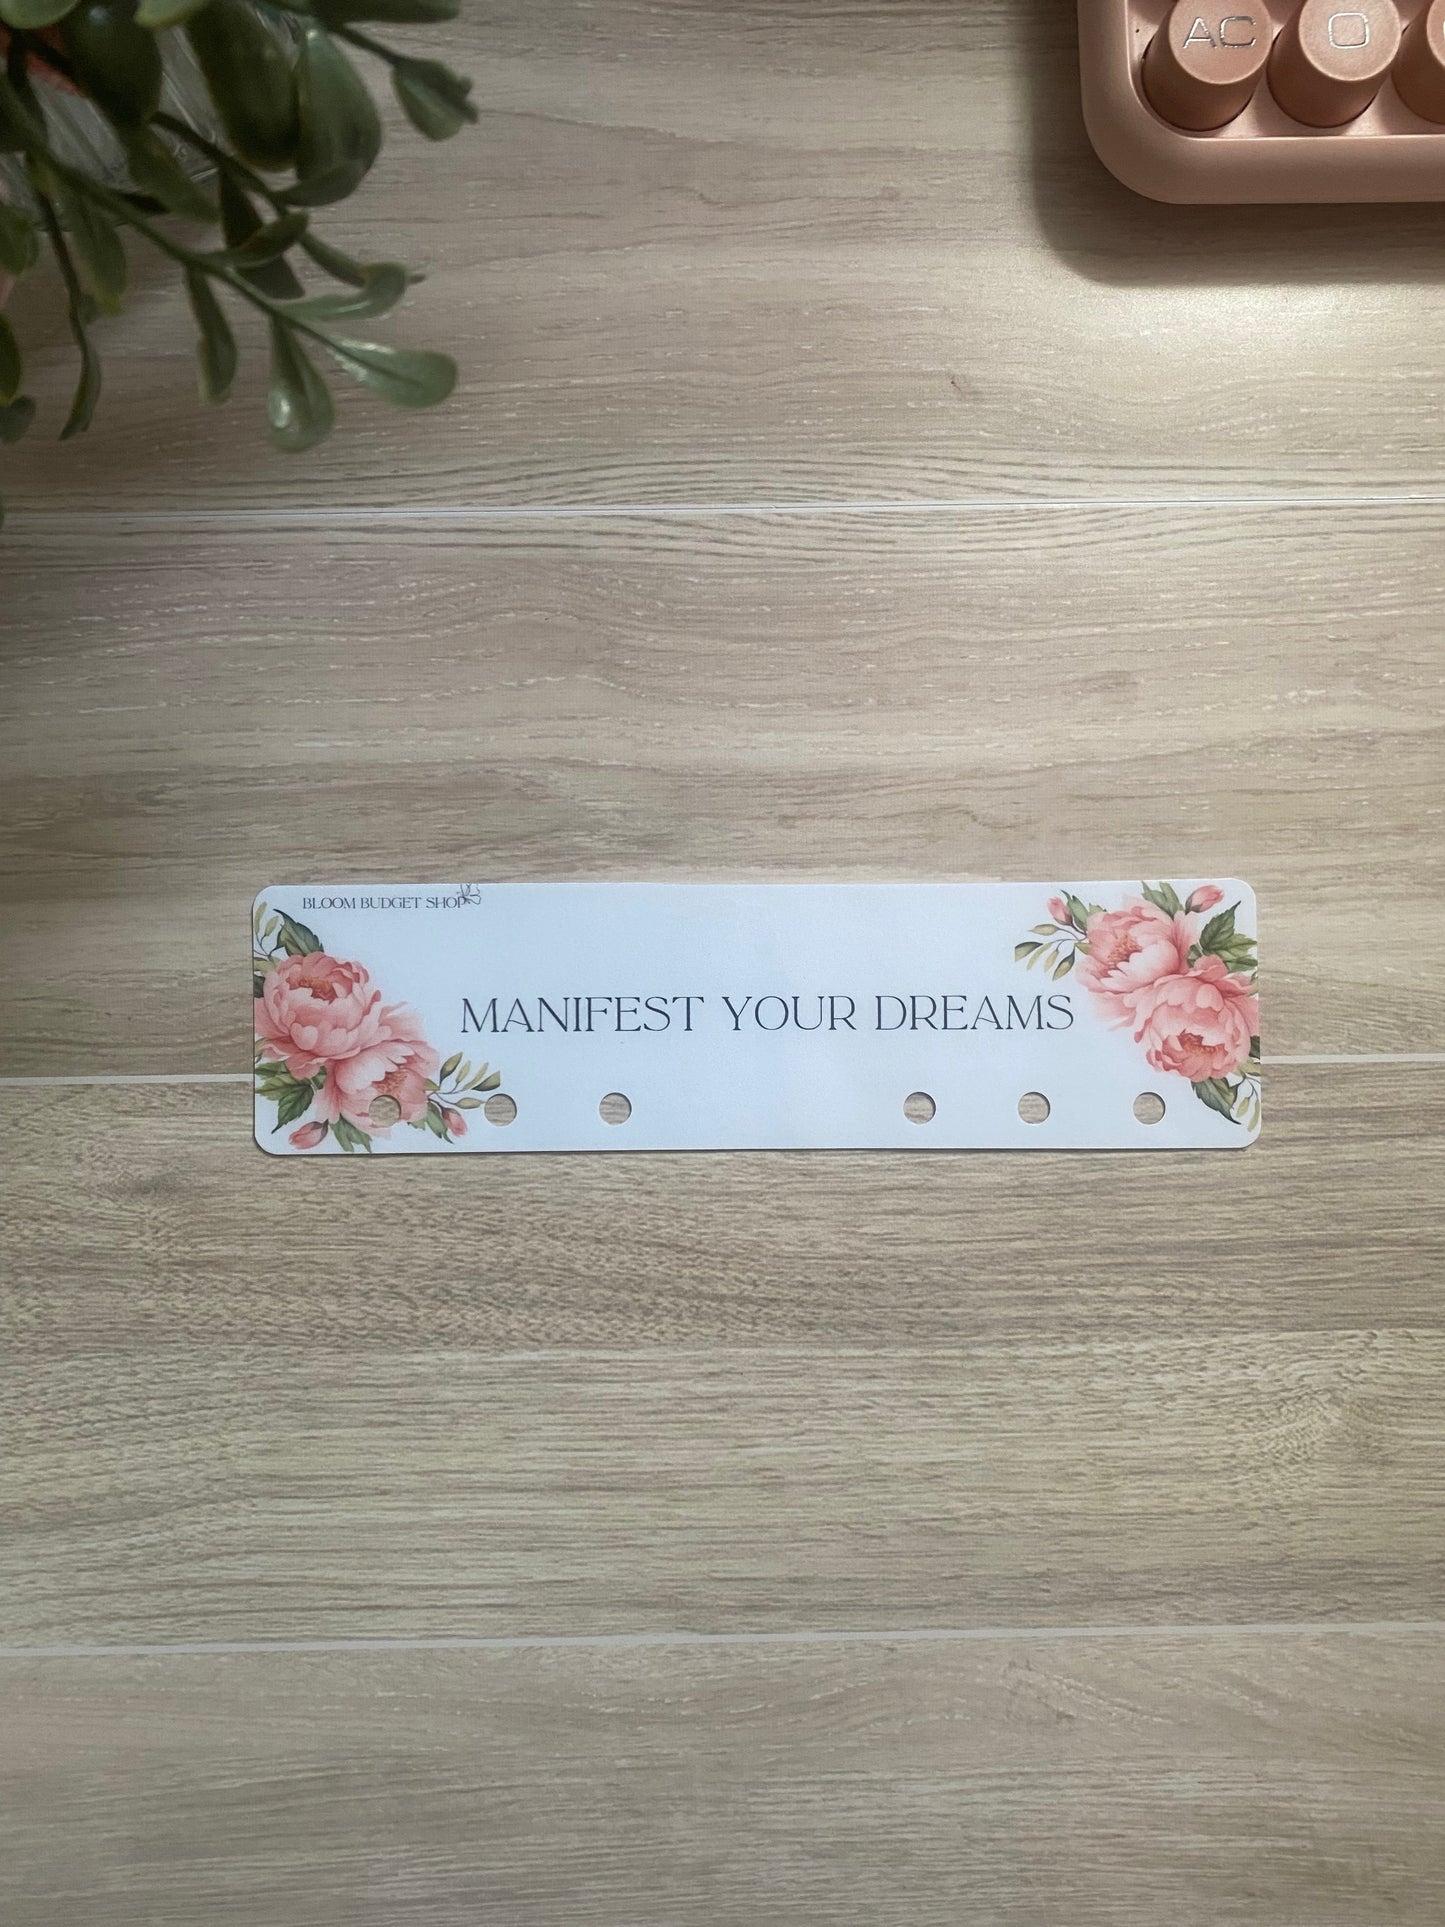 AC O
BLOOM BUDGET SHOP
MANIFEST YOUR DREAMS